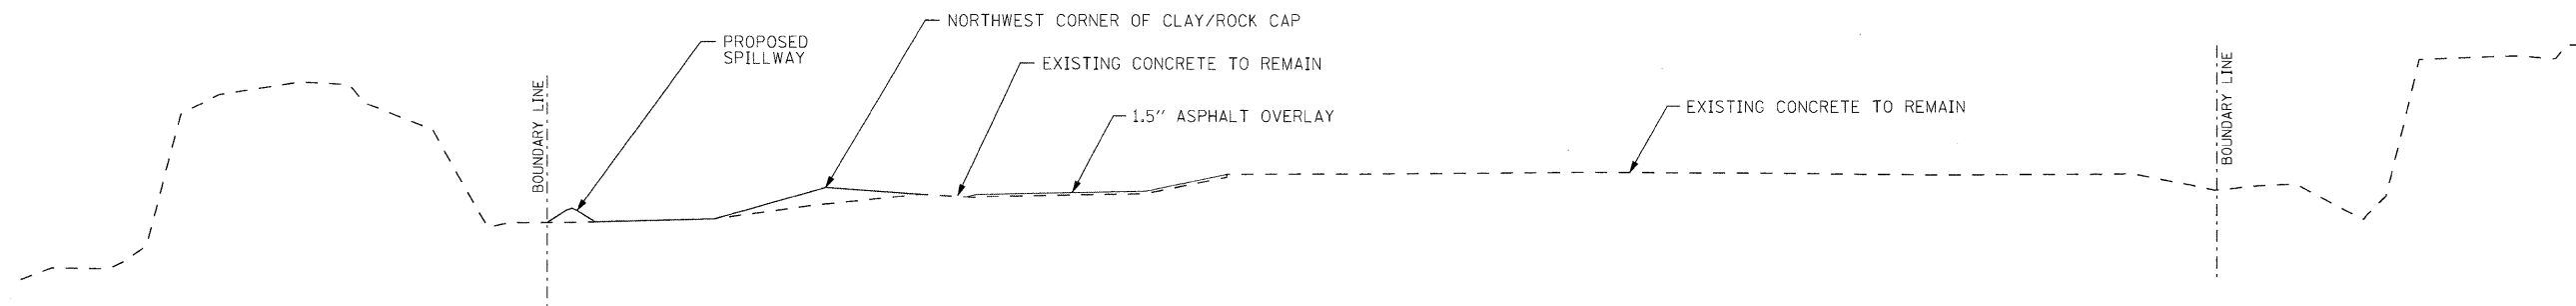 NORTHWEST CORNER OF CLAY/ROCK CAP
PROPOSED
SPILLWAY
EXISTING CONCRETE TO REMAIN
1.5" ASPHALT OVERLAY
EXISTING CONCRETE TO REMAIN
BOUNDARY LINE
BOUNDARY LINE